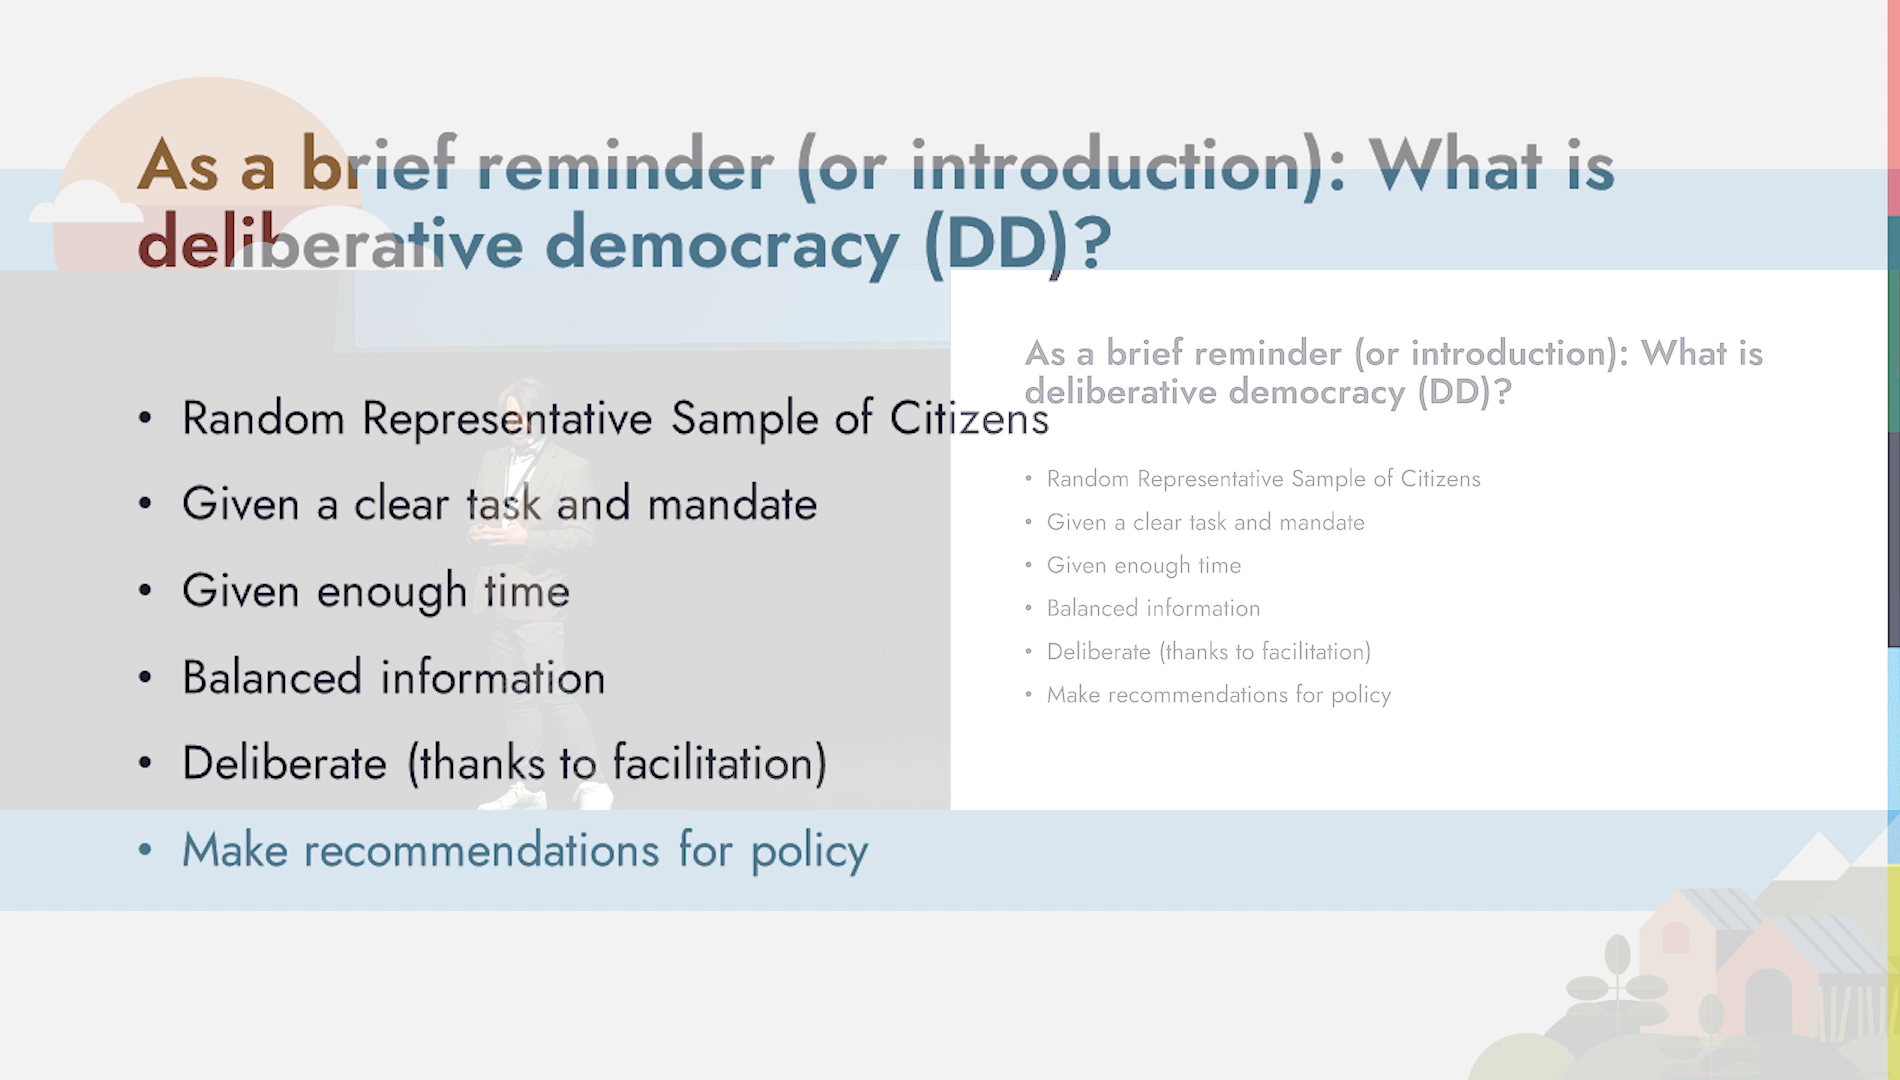 As a brief reminder (or introduction): What is
deliberative democracy (DD)?
• Random Representative Sample of Citizens
• Given a clear task and mandate
• Given enough time
• Balanced information
• Deliberate (thanks to facilitation)
• Make recommendations for policy
As a brief reminder (or introduction): What is
deliberative democracy (DD)?
• Random Representative Sample of Citizens
• Given a clear task and mandate
• Given enough time
• Balanced information
• Deliberate (thanks to facilitation)
• Make recommendations for policy